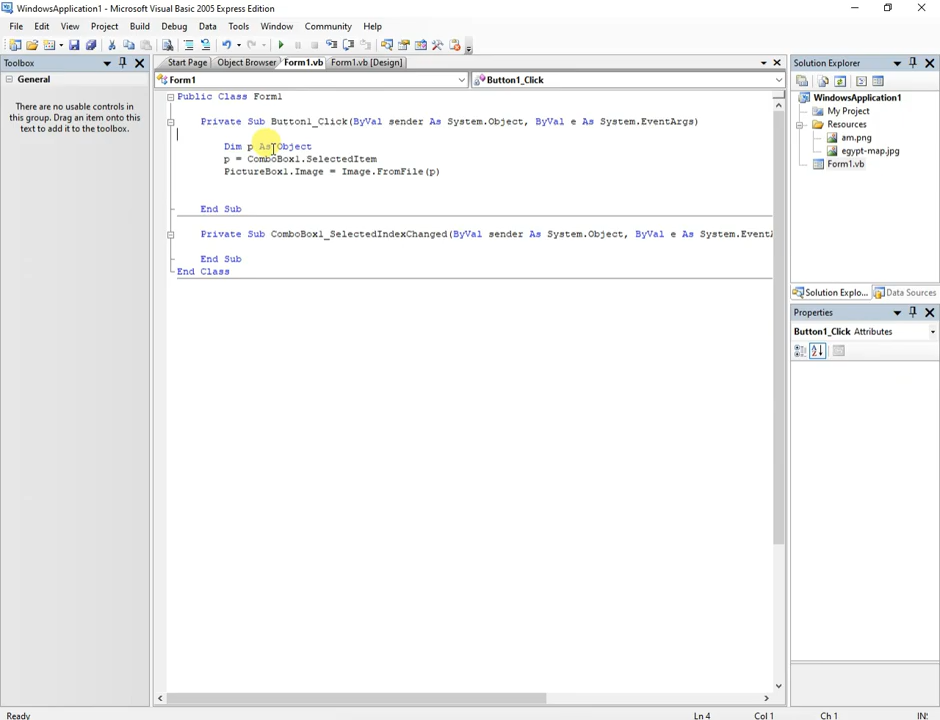 WindowsApplication1 - Microsoft Visual Basic 2005 Express Edition
File Edit View Project Build Debug Data Tools Window Community Help
Toolbox
General
There are no usable controls in this group. Drag an item onto this text to add it to the toolbox.
Start Page Object Browser Form1.vb Form1.vb [Design]
Form1 Button1_Click
Public Class Form1
Private Sub Button1_Click(ByVal sender As System.Object, ByVal e As System.EventArgs)
Dim p As Object
p = ComboBox1.SelectedItem
PictureBox1.Image = Image.FromFile(p)
End Sub
Private Sub ComboBox1_SelectedIndexChanged(ByVal sender As System.Object, ByVal e As System.Event
End Sub
End Class
Solution Explorer
WindowsApplication1
My Project
Resources
am.png
egypt-map.jpg
Form1.vb
Solution Explo... Data Sources
Properties
Button1_Click Attributes
Ready Ln 4 Col 1 Ch 1 IN